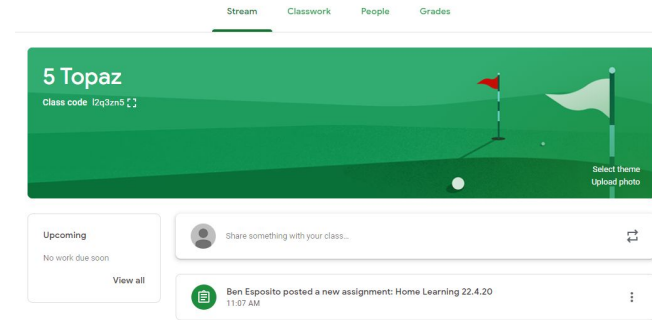 Stream Classwork People Grades
5 Topaz
Class code l2q3zn5
Select theme
Upload photo
Upcoming
No work due soon
View all
Share something with your class...
Ben Esposito posted a new assignment: Home Learning 22.4.20
11:07 AM